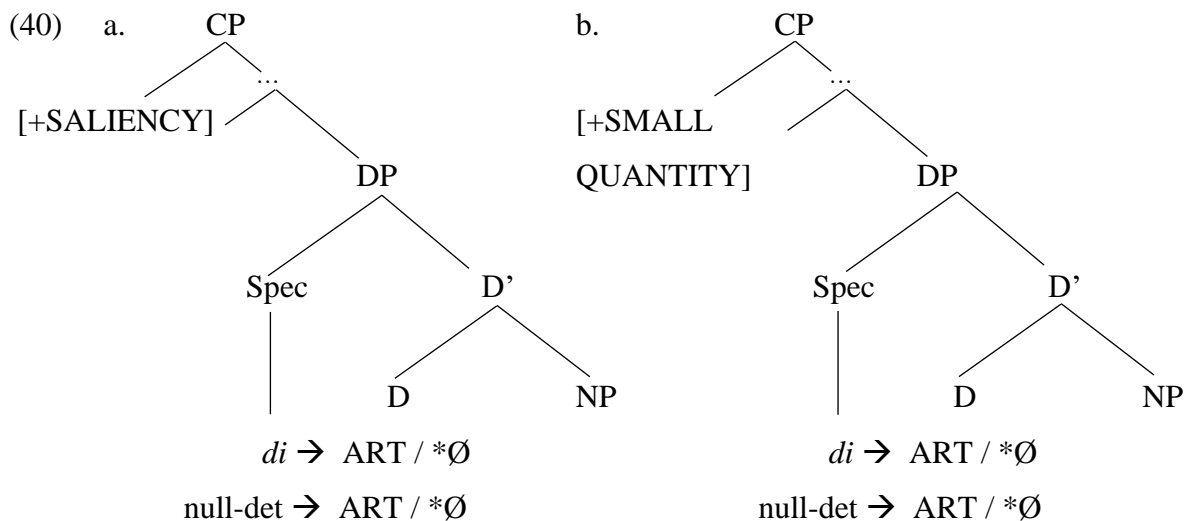 (40) a. CP b. CP
… …
[+SALIENCY] [+SMALL
QUANTITY]
DP DP
Spec D’ Spec D’
D NP D NP
di → ART / *Ø di → ART / *Ø
null-det → ART / *Ø null-det → ART / *Ø